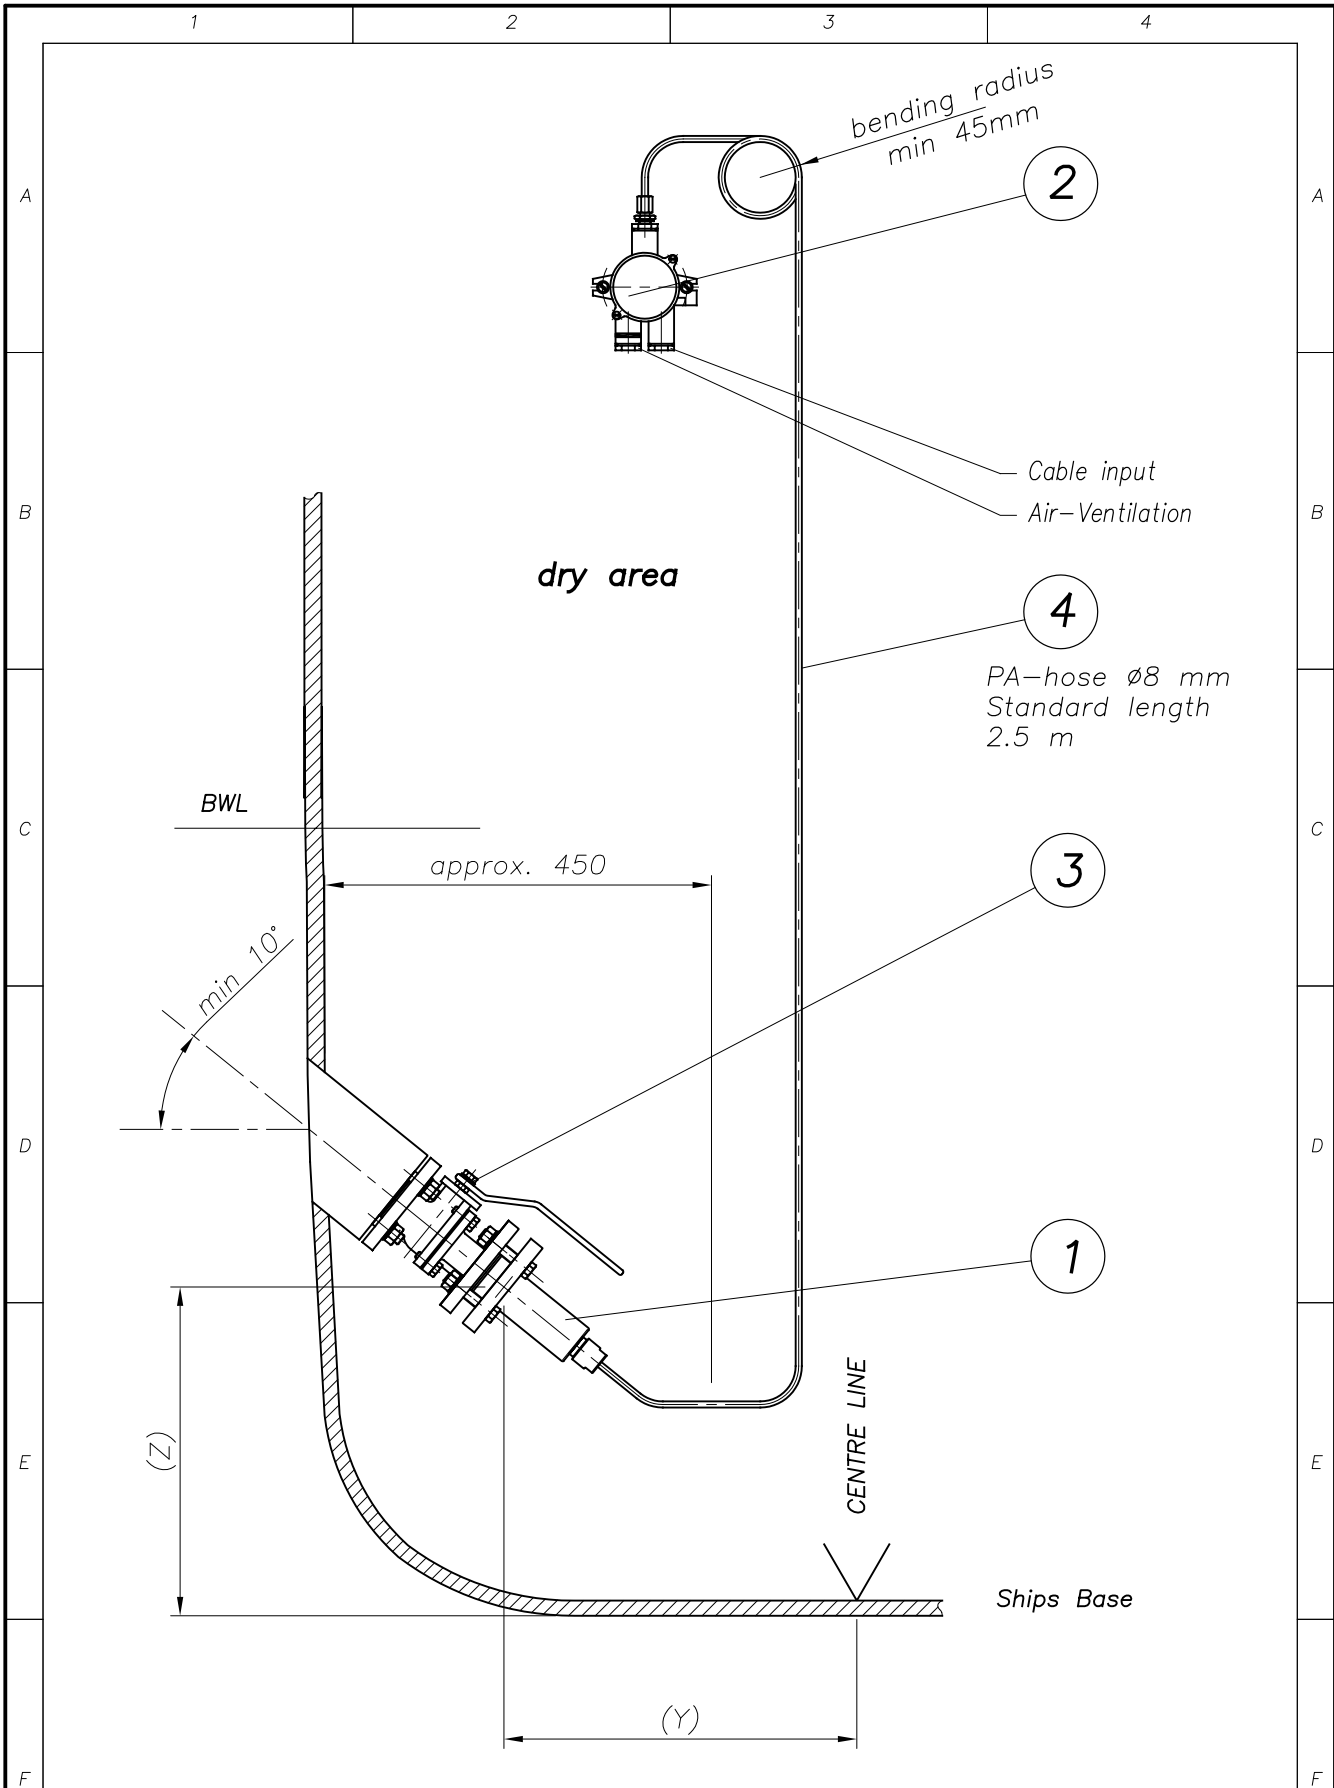 1 2 3 4
bending radius
min 45mm
2
A A
Cable input
B Air-Ventilation B
dry area
4
PA-hose ø8 mm
Standard length
2.5 m
BWL
C C
approx. 450
3
min 10°
D D
1
CENTRE LINE
(Z)
E E
Ships Base
(Y)
F F